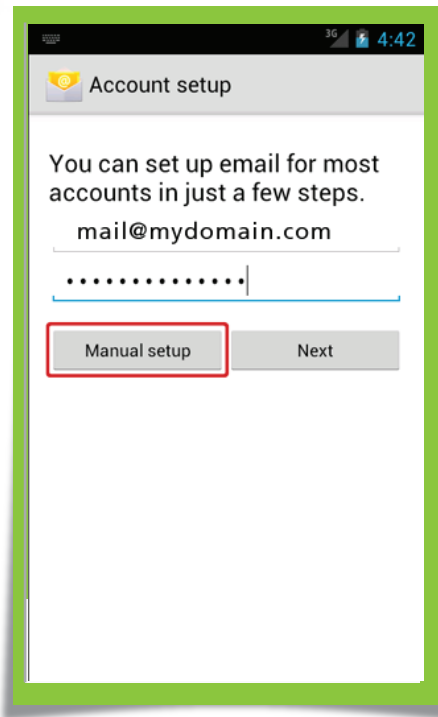 3G 4:42
Account setup
You can set up email for most
accounts in just a few steps.
mail@mydomain.com
••••••••••••••
Manual setup Next